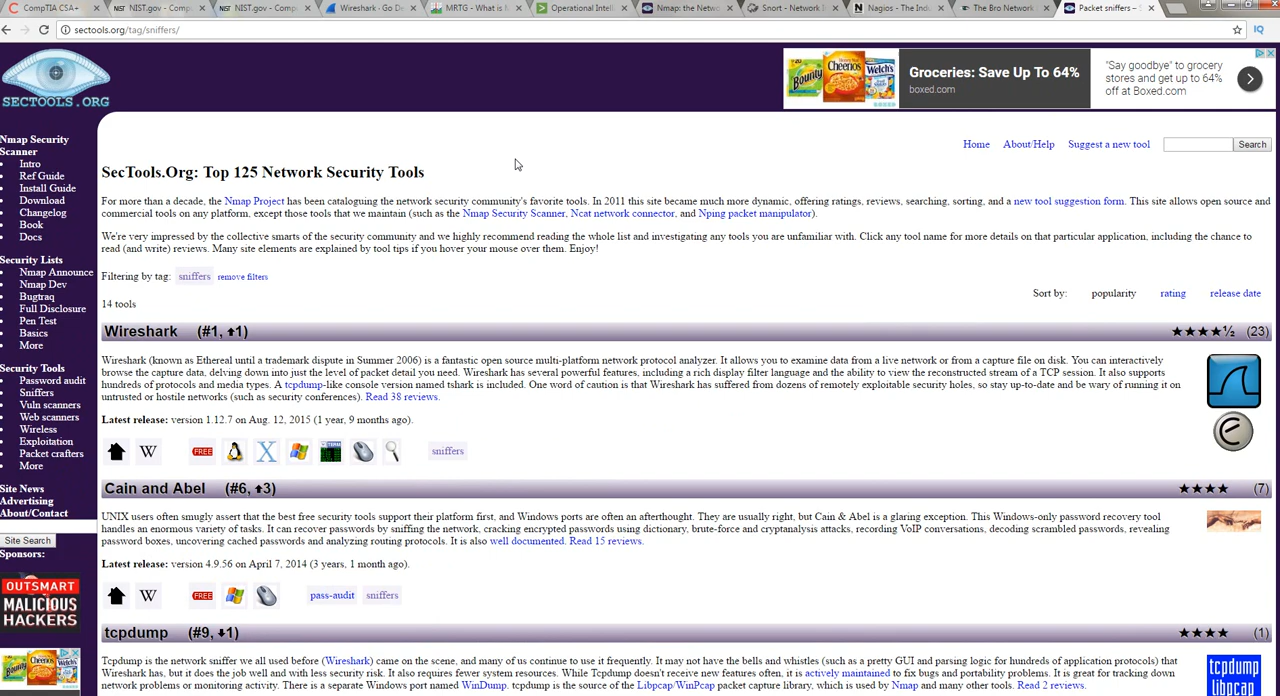 CompTIA CSA+
NIST.gov - Comp
NIST.gov - Comp
Wireshark · Go De
MRTG - What is M
Operational Intelli
Nmap: the Netwo
Snort - Network I
Nagios - The Indu
The Bro Network
Packet sniffers – S
sectools.org/tag/sniffers/
IQ
SECTOOLS.ORG
Bounty
Cheerios
Welch's
Groceries: Save Up To 64%
boxed.com
"Say goodbye" to grocery
stores and get up to 64%
off at Boxed.com
Home
About/Help
Suggest a new tool
Search
Nmap Security
Scanner
Intro
Ref Guide
Install Guide
Download
Changelog
Book
Docs
Security Lists
Nmap Announce
Nmap Dev
Bugtraq
Full Disclosure
Pen Test
Basics
More
Security Tools
Password audit
Sniffers
Vuln scanners
Web scanners
Wireless
Exploitation
Packet crafters
More
Site News
Advertising
About/Contact
Site Search
Sponsors:
OUTSMART
MALICIOUS
HACKERS
Bounty
Cheerios
Welch's
SecTools.Org: Top 125 Network Security Tools
For more than a decade, the Nmap Project has been cataloguing the network security community's favorite tools. In 2011 this site became much more dynamic, offering ratings, reviews, searching, sorting, and a new tool suggestion form. This site allows open source and
commercial tools on any platform, except those tools that we maintain (such as the Nmap Security Scanner, Ncat network connector, and Nping packet manipulator).
We're very impressed by the collective smarts of the security community and we highly recommend reading the whole list and investigating any tools you are unfamiliar with. Click any tool name for more details on that particular application, including the chance to
read (and write) reviews. Many site elements are explained by tool tips if you hover your mouse over them. Enjoy!
Filtering by tag: sniffers remove filters
Sort by: popularity rating release date
14 tools
Wireshark (#1, ⬆1) ★★★★½ (23)
Wireshark (known as Ethereal until a trademark dispute in Summer 2006) is a fantastic open source multi-platform network protocol analyzer. It allows you to examine data from a live network or from a capture file on disk. You can interactively
browse the capture data, delving down into just the level of packet detail you need. Wireshark has several powerful features, including a rich display filter language and the ability to view the reconstructed stream of a TCP session. It also supports
hundreds of protocols and media types. A tcpdump-like console version named tshark is included. One word of caution is that Wireshark has suffered from dozens of remotely exploitable security holes, so stay up-to-date and be wary of running it on
untrusted or hostile networks (such as security conferences). Read 38 reviews.
Latest release: version 1.12.7 on Aug. 12, 2015 (1 year, 9 months ago).
W FREE X TERM sniffers
Cain and Abel (#6, ⬆3) ★★★★ (7)
UNIX users often smugly assert that the best free security tools support their platform first, and Windows ports are often an afterthought. They are usually right, but Cain & Abel is a glaring exception. This Windows-only password recovery tool
handles an enormous variety of tasks. It can recover passwords by sniffing the network, cracking encrypted passwords using dictionary, brute-force and cryptanalysis attacks, recording VoIP conversations, decoding scrambled passwords, revealing
password boxes, uncovering cached passwords and analyzing routing protocols. It is also well documented. Read 15 reviews.
Latest release: version 4.9.56 on April 7, 2014 (3 years, 1 month ago).
W FREE pass-audit sniffers
tcpdump (#9, ⬇1) ★★★★ (1)
Tcpdump is the network sniffer we all used before (Wireshark) came on the scene, and many of us continue to use it frequently. It may not have the bells and whistles (such as a pretty GUI and parsing logic for hundreds of application protocols) that
Wireshark has, but it does the job well and with less security risk. It also requires fewer system resources. While Tcpdump doesn't receive new features often, it is actively maintained to fix bugs and portability problems. It is great for tracking down
network problems or monitoring activity. There is a separate Windows port named WinDump. tcpdump is the source of the Libpcap/WinPcap packet capture library, which is used by Nmap and many other tools. Read 2 reviews.
tcpdump
libpcap